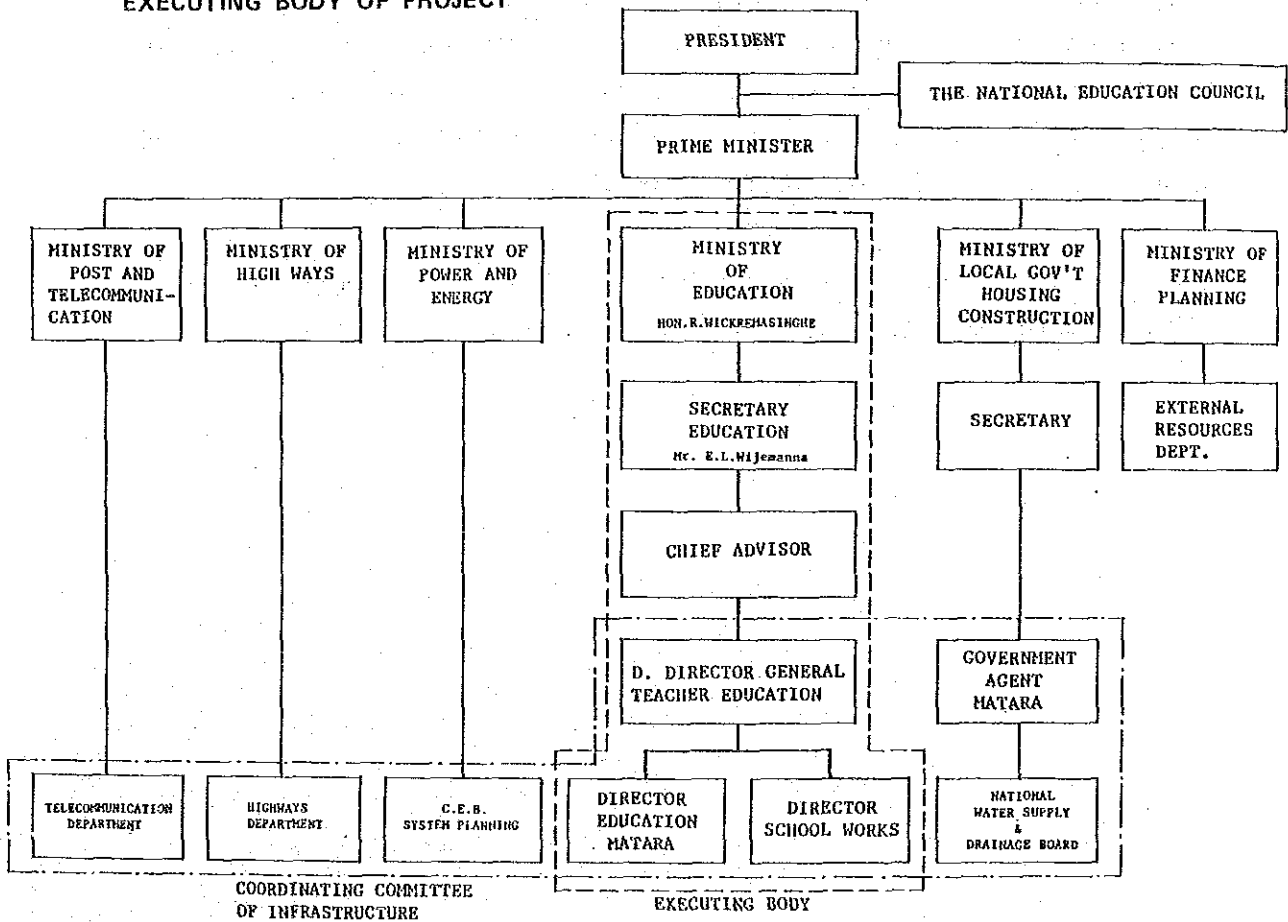 EXECUTING BODY OF PROJECT
PRESIDENT
THE NATIONAL EDUCATION COUNCIL
PRIME MINISTER
MINISTRY OF
POST AND
TELECOMMUNI-
CATION
MINISTRY OF
HIGH WAYS
MINISTRY OF
POWER AND
ENERGY
MINISTRY
OF
EDUCATION
HON.R.WICKREMASINGHE
MINISTRY OF
LOCAL GOV'T
HOUSING
CONSTRUCTION
MINISTRY OF
FINANCE
PLANNING
SECRETARY
EDUCATION
Mr. E.L.Wijemanna
SECRETARY
EXTERNAL
RESOURCES
DEPT.
CHIEF ADVISOR
D. DIRECTOR GENERAL
TEACHER EDUCATION
GOVERNMENT
AGENT
MATARA
TELECOMMUNICATION
DEPARTMENT
HIGHWAYS
DEPARTMENT
C.E.B.
SYSTEM PLANNING
DIRECTOR
EDUCATION
MATARA
DIRECTOR
SCHOOL WORKS
NATIONAL
WATER SUPPLY
&
DRAINAGE BOARD
COORDINATING COMMITTEE
OF INFRASTRUCTURE
EXECUTING BODY